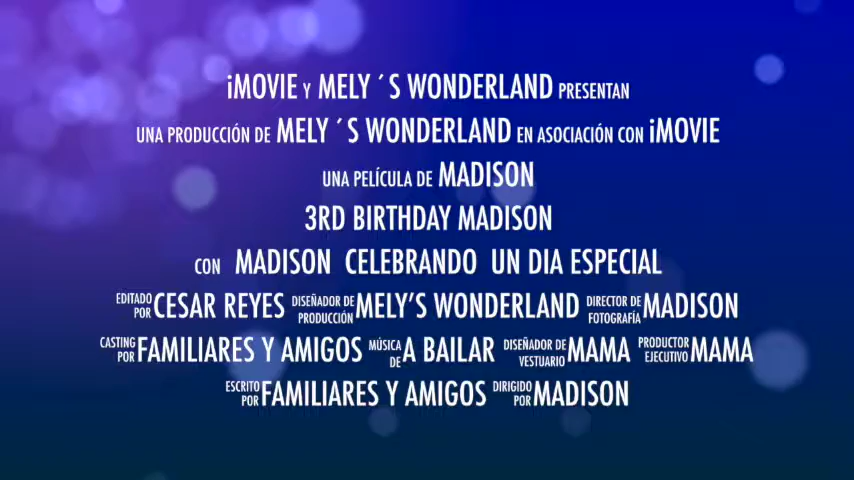 iMOVIE Y MELY ´S WONDERLAND PRESENTAN
UNA PRODUCCIÓN DE MELY ´S WONDERLAND EN ASOCIACIÓN CON iMOVIE
UNA PELÍCULA DE MADISON
3RD BIRTHDAY MADISON
CON MADISON CELEBRANDO UN DIA ESPECIAL
EDITADO POR CESAR REYES DISEÑADOR DE PRODUCCIÓN MELY'S WONDERLAND DIRECTOR DE FOTOGRAFÍA MADISON
CASTING POR FAMILIARES Y AMIGOS MÚSICA DE A BAILAR DISEÑADOR DE VESTUARIO MAMA PRODUCTOR EJECUTIVO MAMA
ESCRITO POR FAMILIARES Y AMIGOS DIRIGIDO POR MADISON